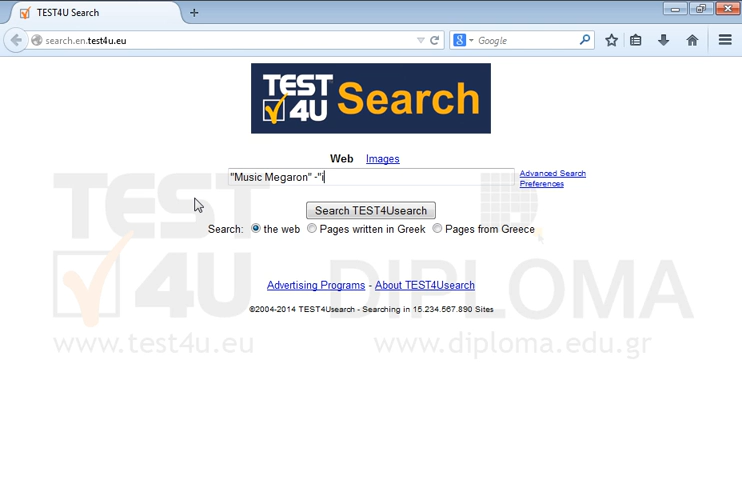 TEST4U Search
search.en.test4u.eu
Google
TEST
4U Search
Web Images
"Music Megaron" -"i
Advanced Search
Preferences
Search TEST4Usearch
Search: the web Pages written in Greek Pages from Greece
Advertising Programs - About TEST4Usearch
©2004-2014 TEST4Usearch - Searching in 15.234.567.890 Sites
TEST
4U DIPLOMA
www.test4u.eu www.diploma.edu.gr